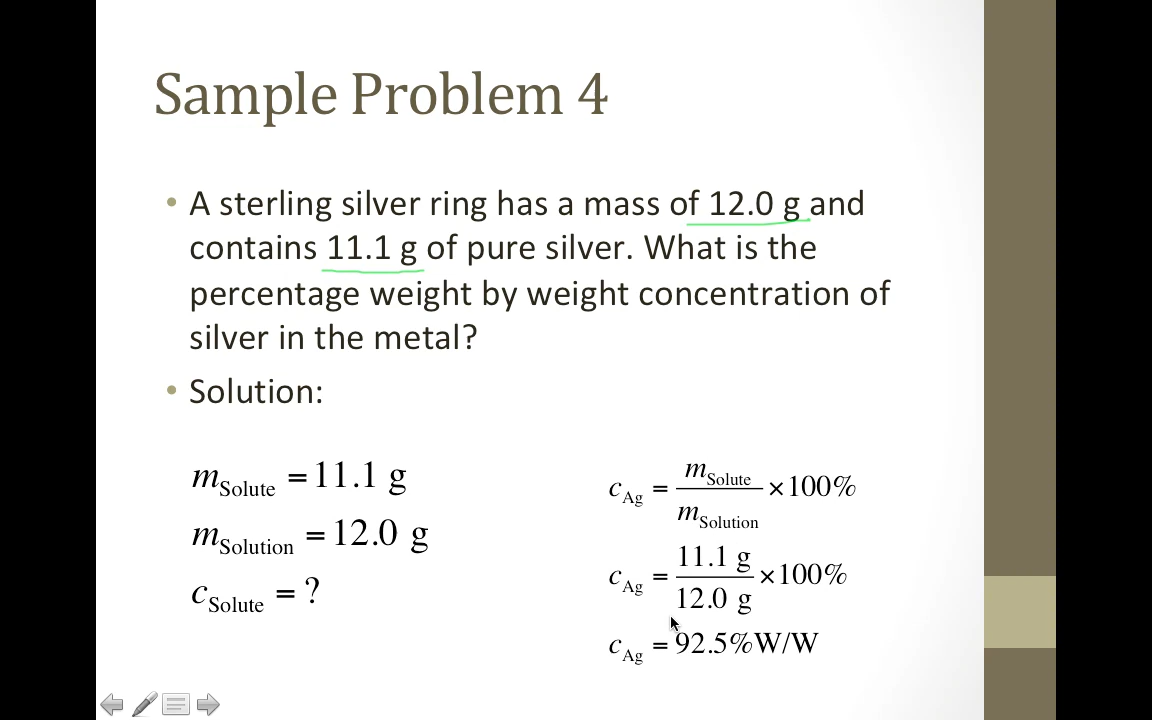 Sample Problem 4
• A sterling silver ring has a mass of 12.0 g and
contains 11.1 g of pure silver. What is the
percentage weight by weight concentration of
silver in the metal?
• Solution:
m_Solute = 11.1 g
m_Solution = 12.0 g
c_Solute = ?
c_Ag = m_Solute / m_Solution × 100%
c_Ag = 11.1 g / 12.0 g × 100%
c_Ag = 92.5%W/W